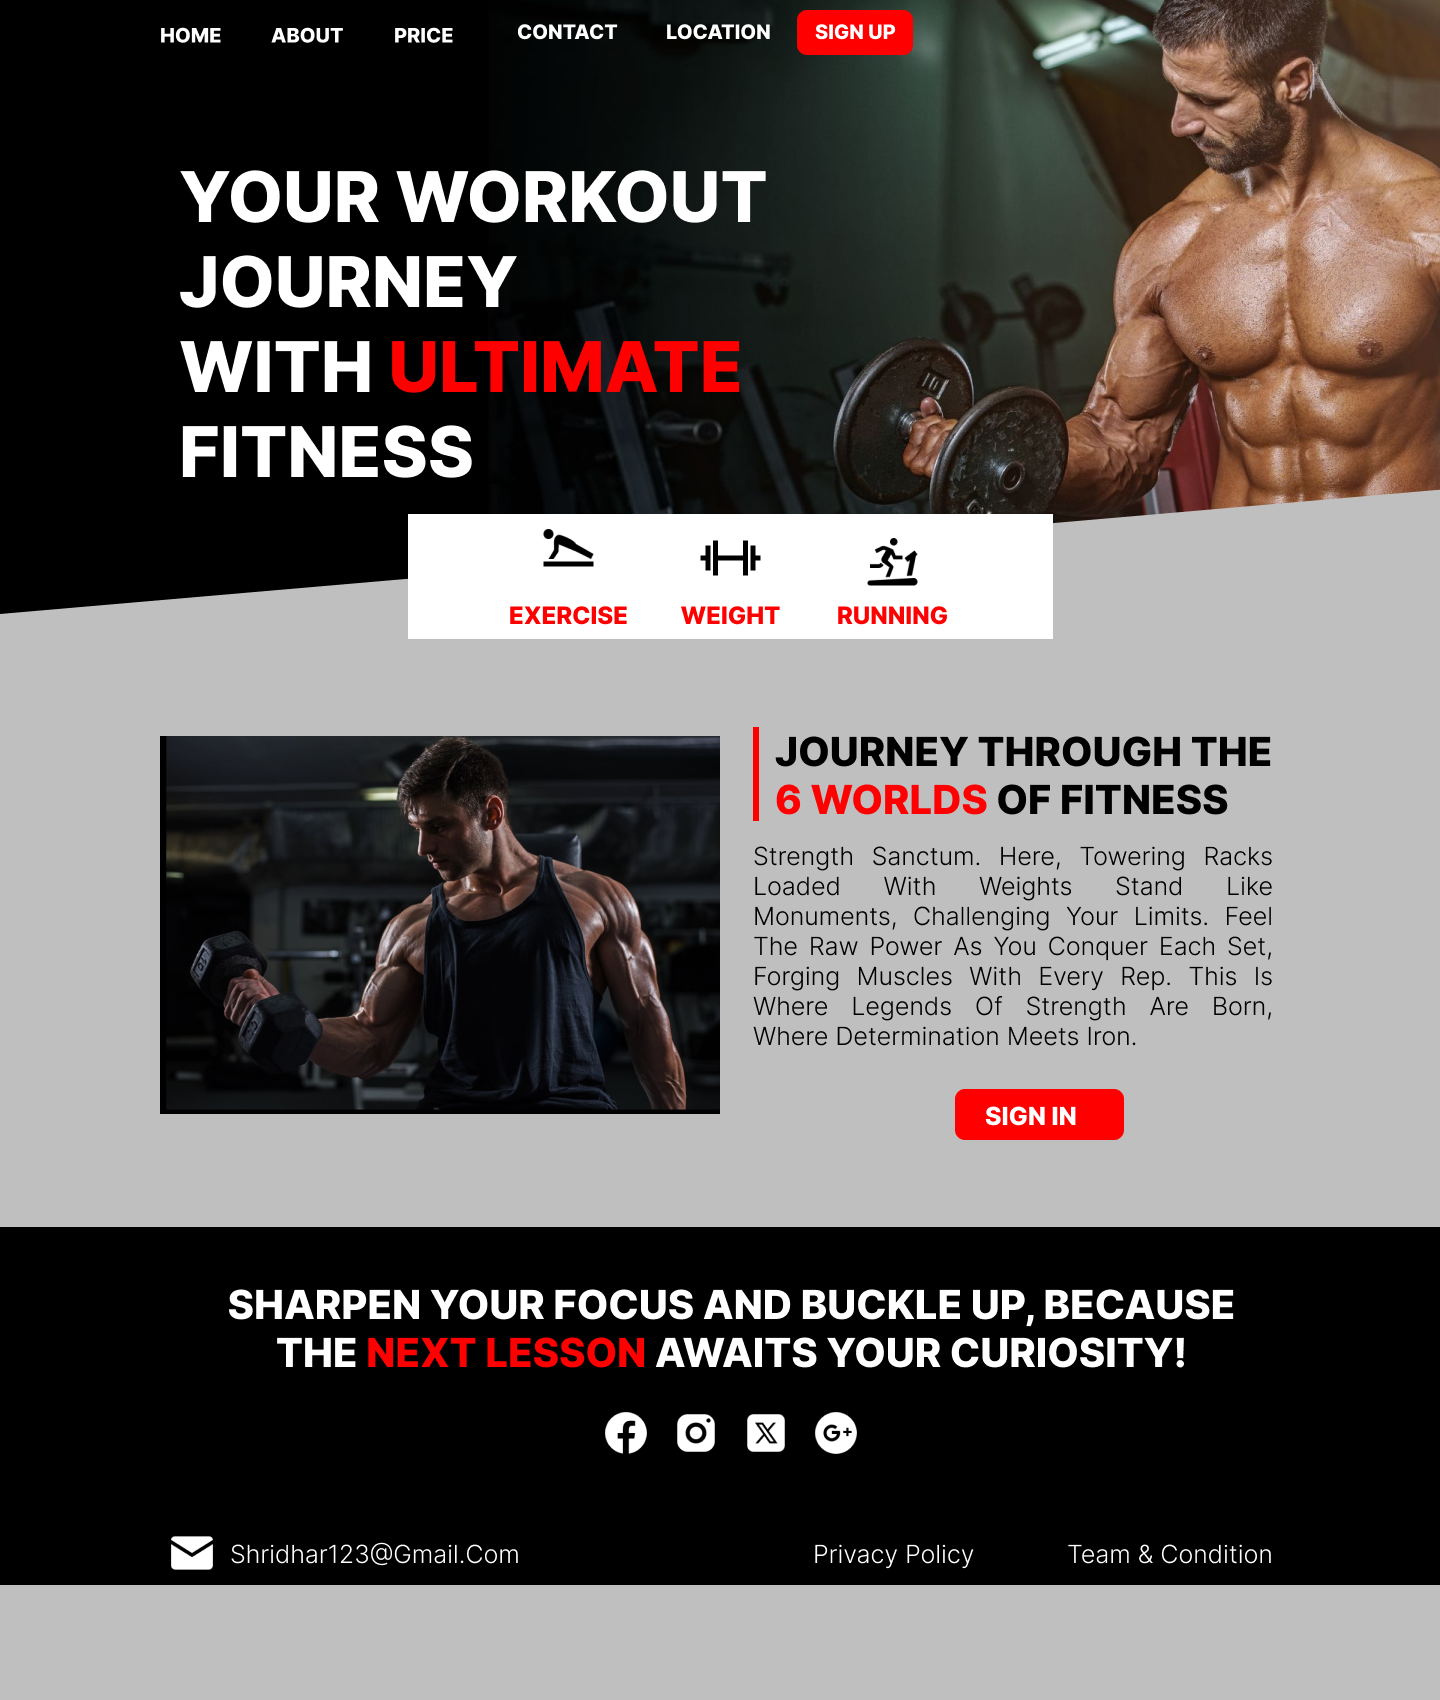 HOME ABOUT PRICE CONTACT LOCATION SIGN UP
YOUR WORKOUT
JOURNEY
WITH ULTIMATE
FITNESS
EXERCISE WEIGHT RUNNING
JOURNEY THROUGH THE
6 WORLDS OF FITNESS
Strength Sanctum. Here, Towering Racks
Loaded With Weights Stand Like
Monuments, Challenging Your Limits. Feel
The Raw Power As You Conquer Each Set,
Forging Muscles With Every Rep. This Is
Where Legends Of Strength Are Born,
Where Determination Meets Iron.
SIGN IN
SHARPEN YOUR FOCUS AND BUCKLE UP, BECAUSE
THE NEXT LESSON AWAITS YOUR CURIOSITY!
Shridhar123@Gmail.Com Privacy Policy Team & Condition